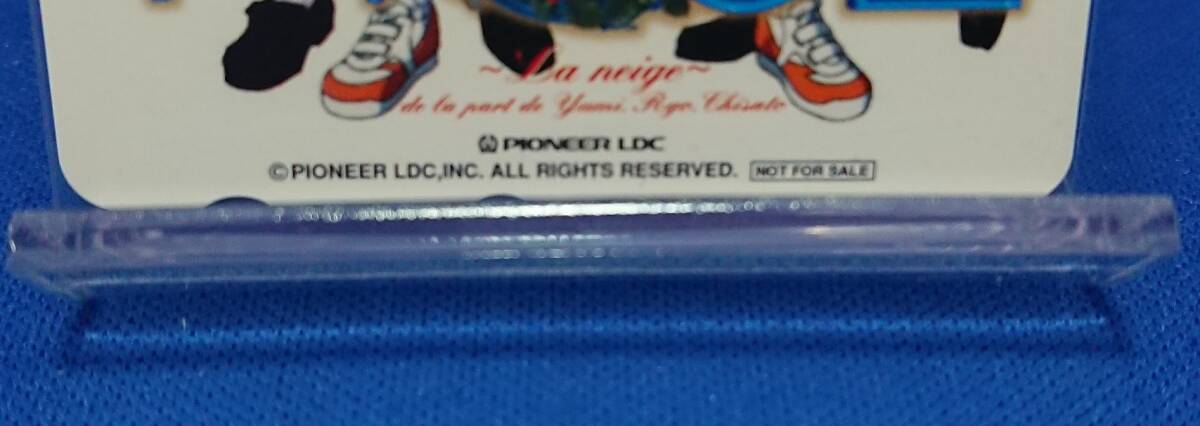 ~La neige~
de la part de Yumi. Ryo. Chisato
PIONEER LDC
©PIONEER LDC,INC. ALL RIGHTS RESERVED. NOT FOR SALE